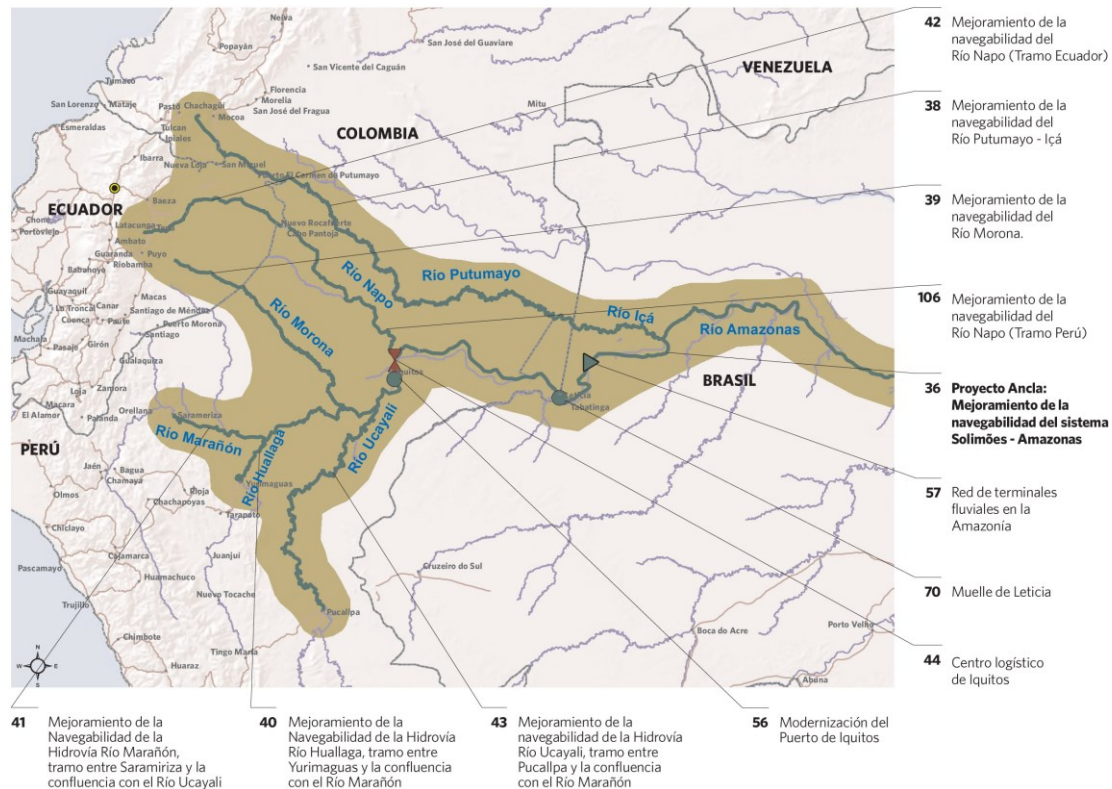 Neiva
Popayán
San José del Guaviare
San Vicente del Caguán
VENEZUELA
Tumaco
Florencia
Morelia
San José del Fragua
San Lorenzo
Mataje
Pasto
Chachagüí
Mocoa
Mitu
Esmeraldas
Tulcan
Ipiales
COLOMBIA
Ibarra
Nueva Loja
San Miguel
Puerto El Carmen de Putumayo
ECUADOR
Baeza
Chone
Portoviejo
Latacunga
Nuevo Rocafuerte
Cabo Pantoja
Ambato
Guaranda
Puyo
Riobamba
Babahoyo
Guayaquil
Macas
La Troncal
Cañar
Santiago de Méndez
Cuenca
Paute
Puerto Morona
Machala
Santiago
Pasaje
Girón
Gualaquiza
Río Putumayo
Río Napo
Río Içá
Río Morona
Río Amazonas
Iquitos
BRASIL
Leticia
Tabatinga
Zamora
Loja
Macara
El Alamor
Palanda
Orellana
Sarameriza
Río Marañón
Río Huallaga
Río Ucayali
PERÚ
Jaén
Bagua
Chamaya
Yurimaguas
Rioja
Olmos
Chachapoyas
Tarapoto
Chiclayo
Cajamarca
Juanjuí
Pascamayo
Huamachuco
Cruzeiro do Sul
Nuevo Tocache
Trujillo
Pucallpa
Chimbote
Tingo María
Boca do Acre
Porto Velho
Huaraz
Abuna
N
W
E
S
42 Mejoramiento de la
navegabilidad del
Río Napo (Tramo Ecuador)
38 Mejoramiento de la
navegabilidad del
Río Putumayo - Içá
39 Mejoramiento de la
navegabilidad del
Río Morona.
106 Mejoramiento de la
navegabilidad del
Río Napo (Tramo Perú)
36 Proyecto Ancla:
Mejoramiento de la
navegabilidad del sistema
Solimões - Amazonas
57 Red de terminales
fluviales en la
Amazonía
70 Muelle de Leticia
44 Centro logístico
de Iquitos
41 Mejoramiento de la
Navegabilidad de la
Hidrovía Río Marañón,
tramo entre Saramiriza y la
confluencia con el Río Ucayali
40 Mejoramiento de la
Navegabilidad de la Hidrovía
Río Huallaga, tramo entre
Yurimaguas y la confluencia
con el Río Marañón
43 Mejoramiento de la
navegabilidad de la Hidrovía
Río Ucayali, tramo entre
Pucallpa y la confluencia
con el Río Marañón
56 Modernización del
Puerto de Iquitos